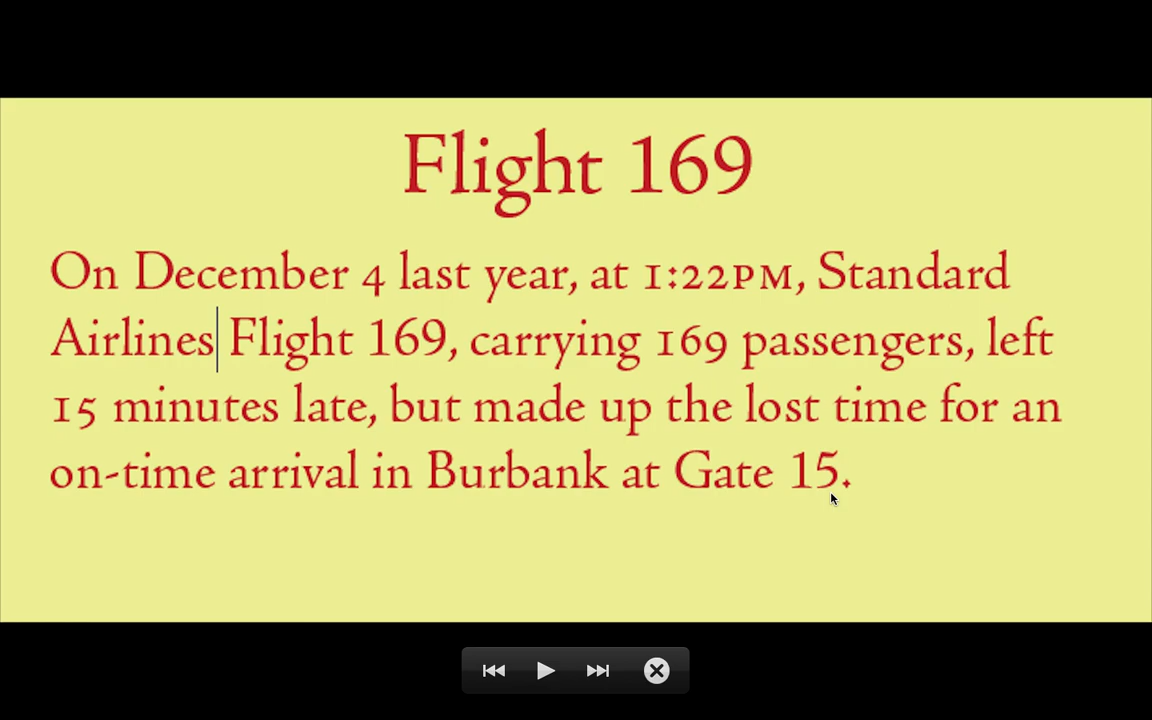 Flight 169
On December 4 last year, at 1:22PM, Standard
Airlines Flight 169, carrying 169 passengers, left
15 minutes late, but made up the lost time for an
on-time arrival in Burbank at Gate 15.